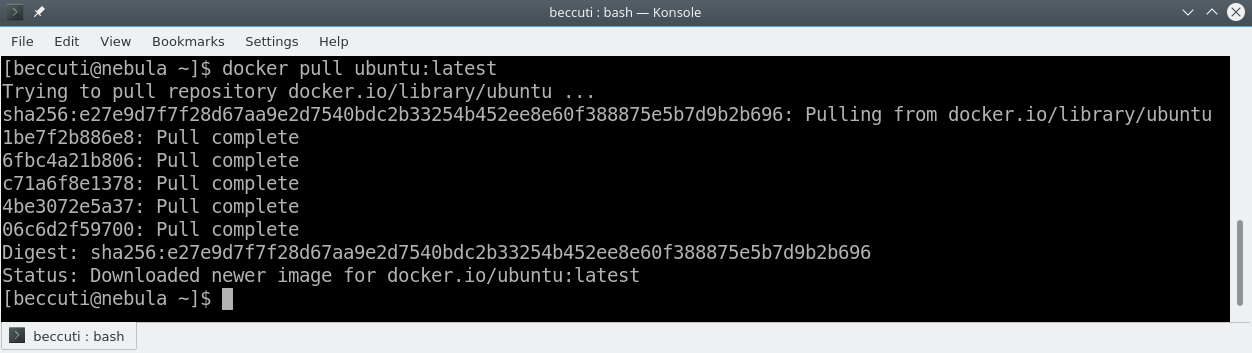 beccuti : bash — Konsole
File Edit View Bookmarks Settings Help
[beccuti@nebula ~]$ docker pull ubuntu:latest
Trying to pull repository docker.io/library/ubuntu ...
sha256:e27e9d7f7f28d67aa9e2d7540bdc2b33254b452ee8e60f388875e5b7d9b2b696: Pulling from docker.io/library/ubuntu
1be7f2b886e8: Pull complete
6fbc4a21b806: Pull complete
c71a6f8e1378: Pull complete
4be3072e5a37: Pull complete
06c6d2f59700: Pull complete
Digest: sha256:e27e9d7f7f28d67aa9e2d7540bdc2b33254b452ee8e60f388875e5b7d9b2b696
Status: Downloaded newer image for docker.io/ubuntu:latest
[beccuti@nebula ~]$
beccuti : bash